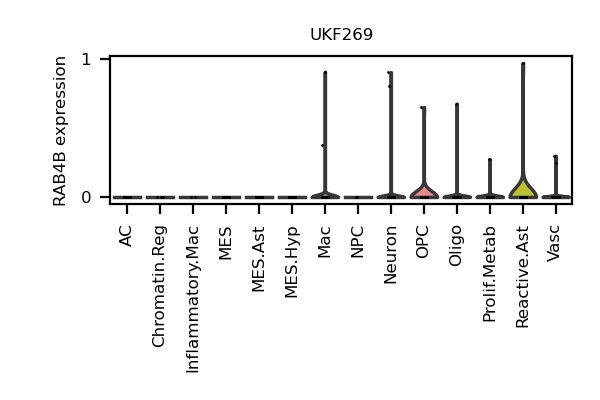 UKF269
RAB4B expression
1
0
AC
Chromatin.Reg
Inflammatory.Mac
MES
MES.Ast
MES.Hyp
Mac
NPC
Neuron
OPC
Oligo
Prolif.Metab
Reactive.Ast
Vasc